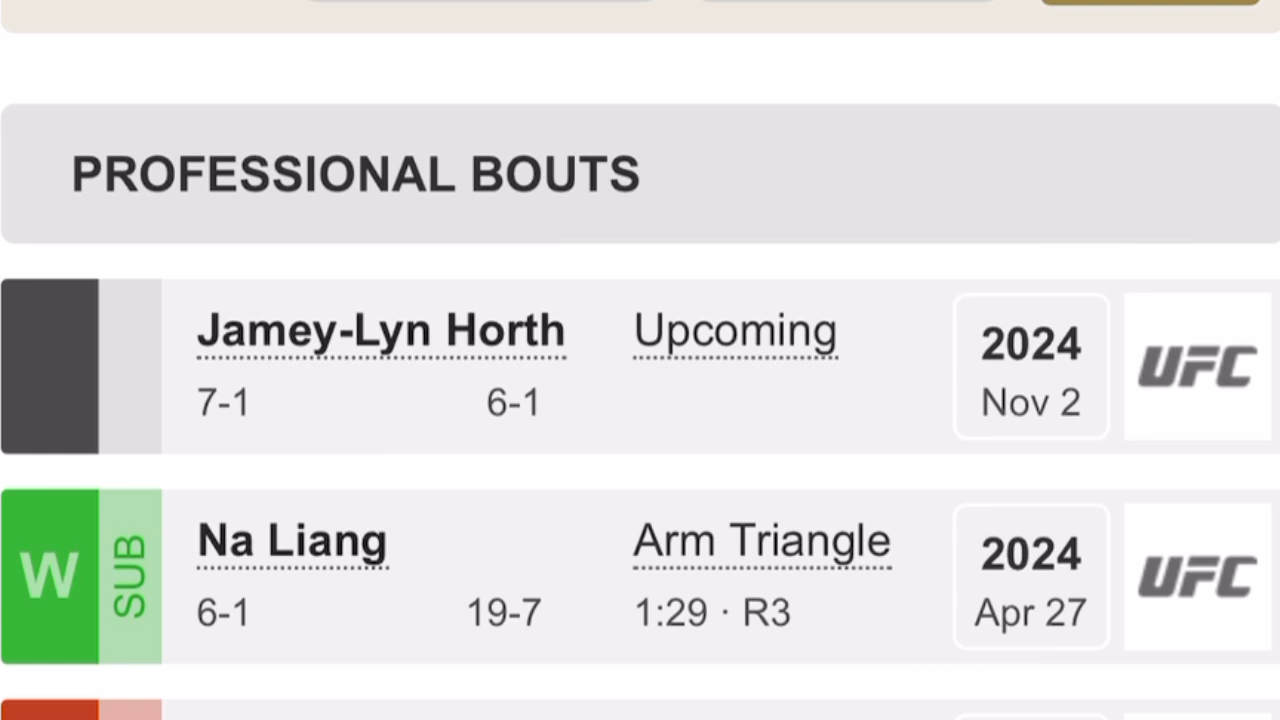 PROFESSIONAL BOUTS
Jamey-Lyn Horth Upcoming 2024 UFC
7-1 6-1 Nov 2
W SUB Na Liang Arm Triangle 2024 UFC
6-1 19-7 1:29 · R3 Apr 27